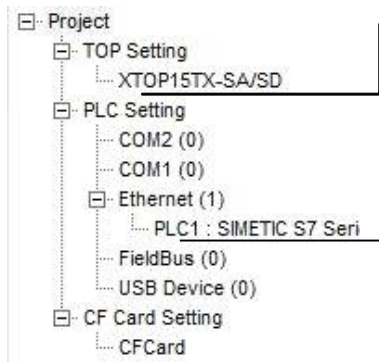 Project
TOP Setting
XTOP15TX-SA/SD
PLC Setting
COM2 (0)
COM1 (0)
Ethernet (1)
PLC1 : SIMETIC S7 Seri
FieldBus (0)
USB Device (0)
CF Card Setting
CFCard